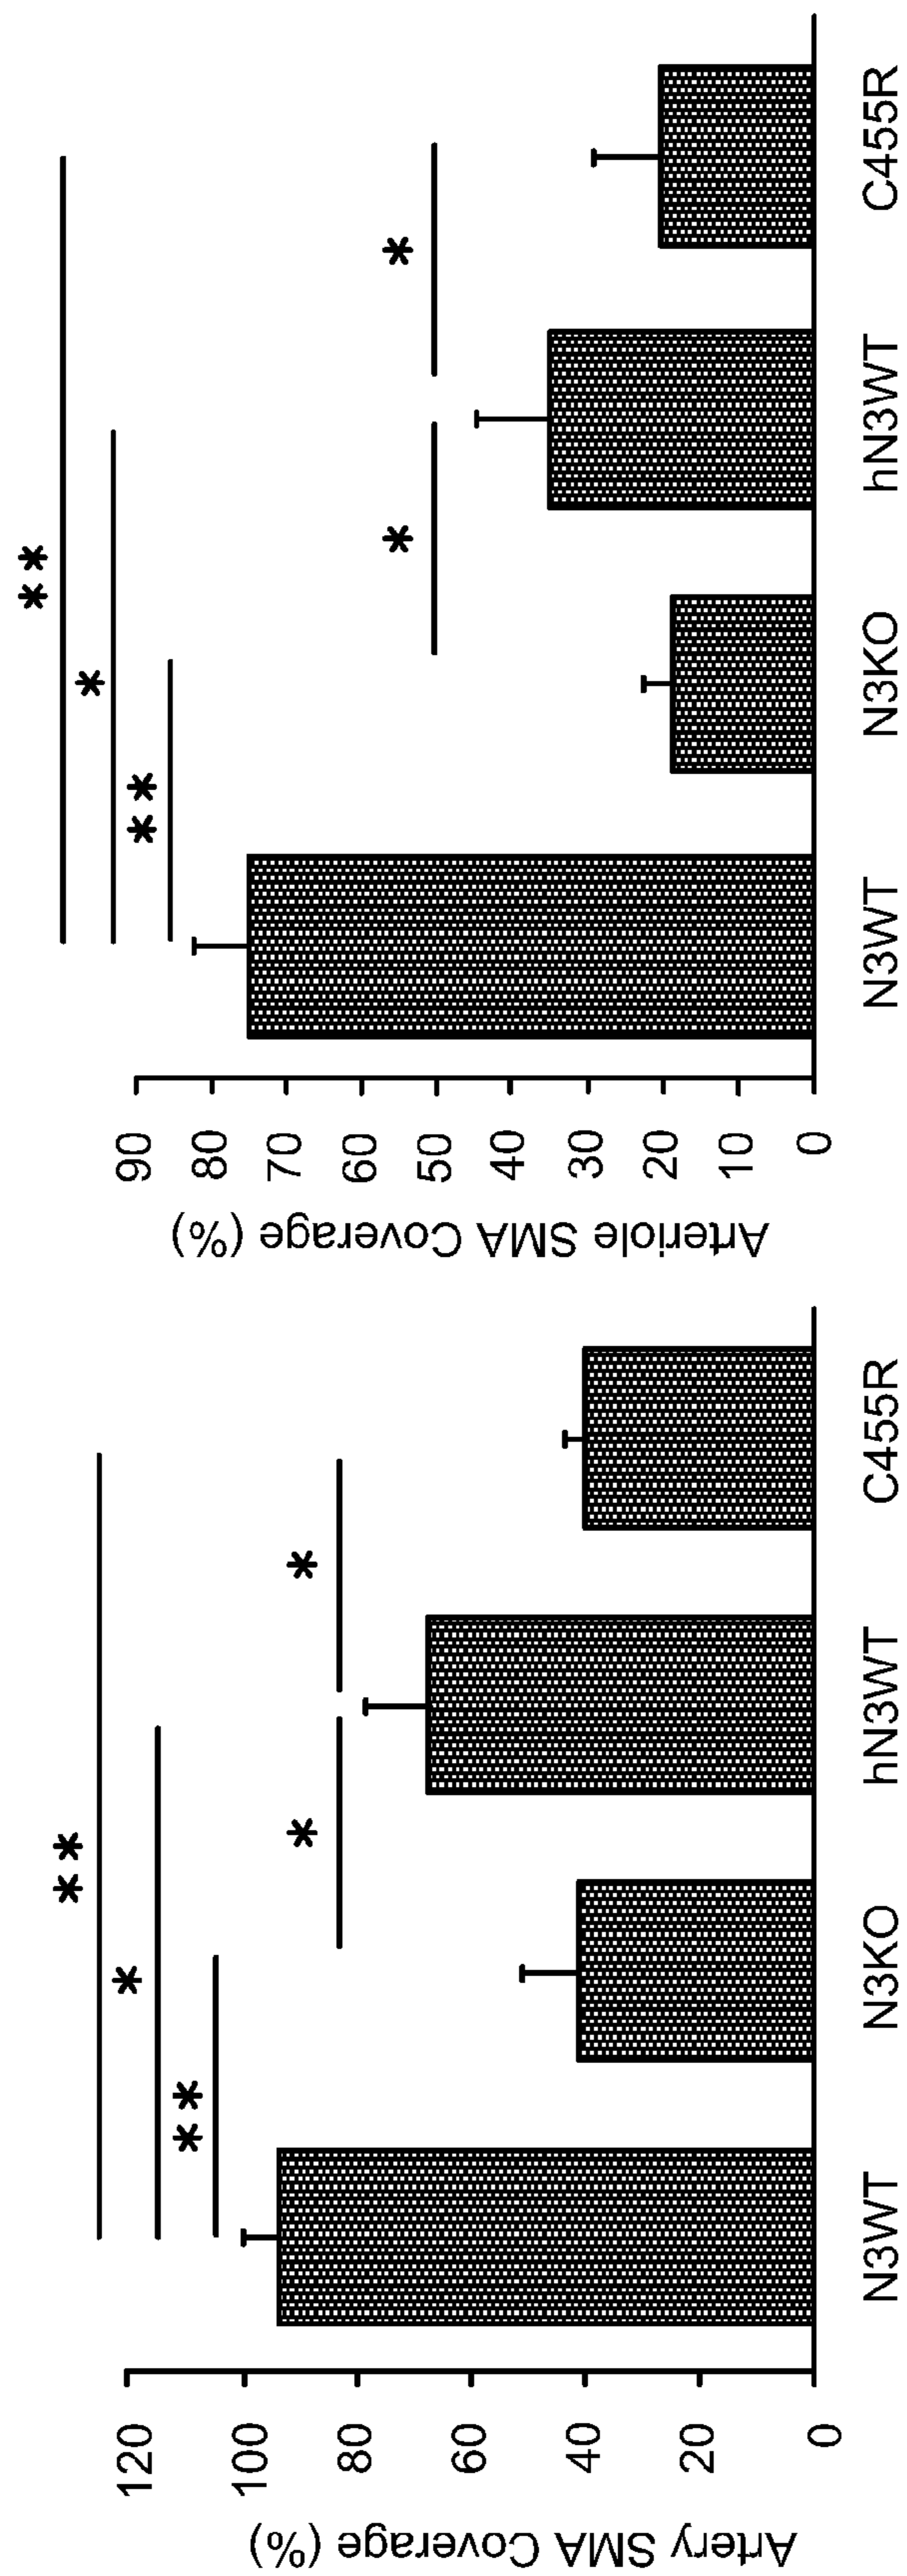 Artery SMA Coverage (%)
120
100
80
60
40
20
0
**
*
**
*
*
N3WT
N3KO
hN3WT
C455R
Arteriole SMA Coverage (%)
90
80
70
60
50
40
30
20
10
0
**
*
**
*
*
N3WT
N3KO
hN3WT
C455R